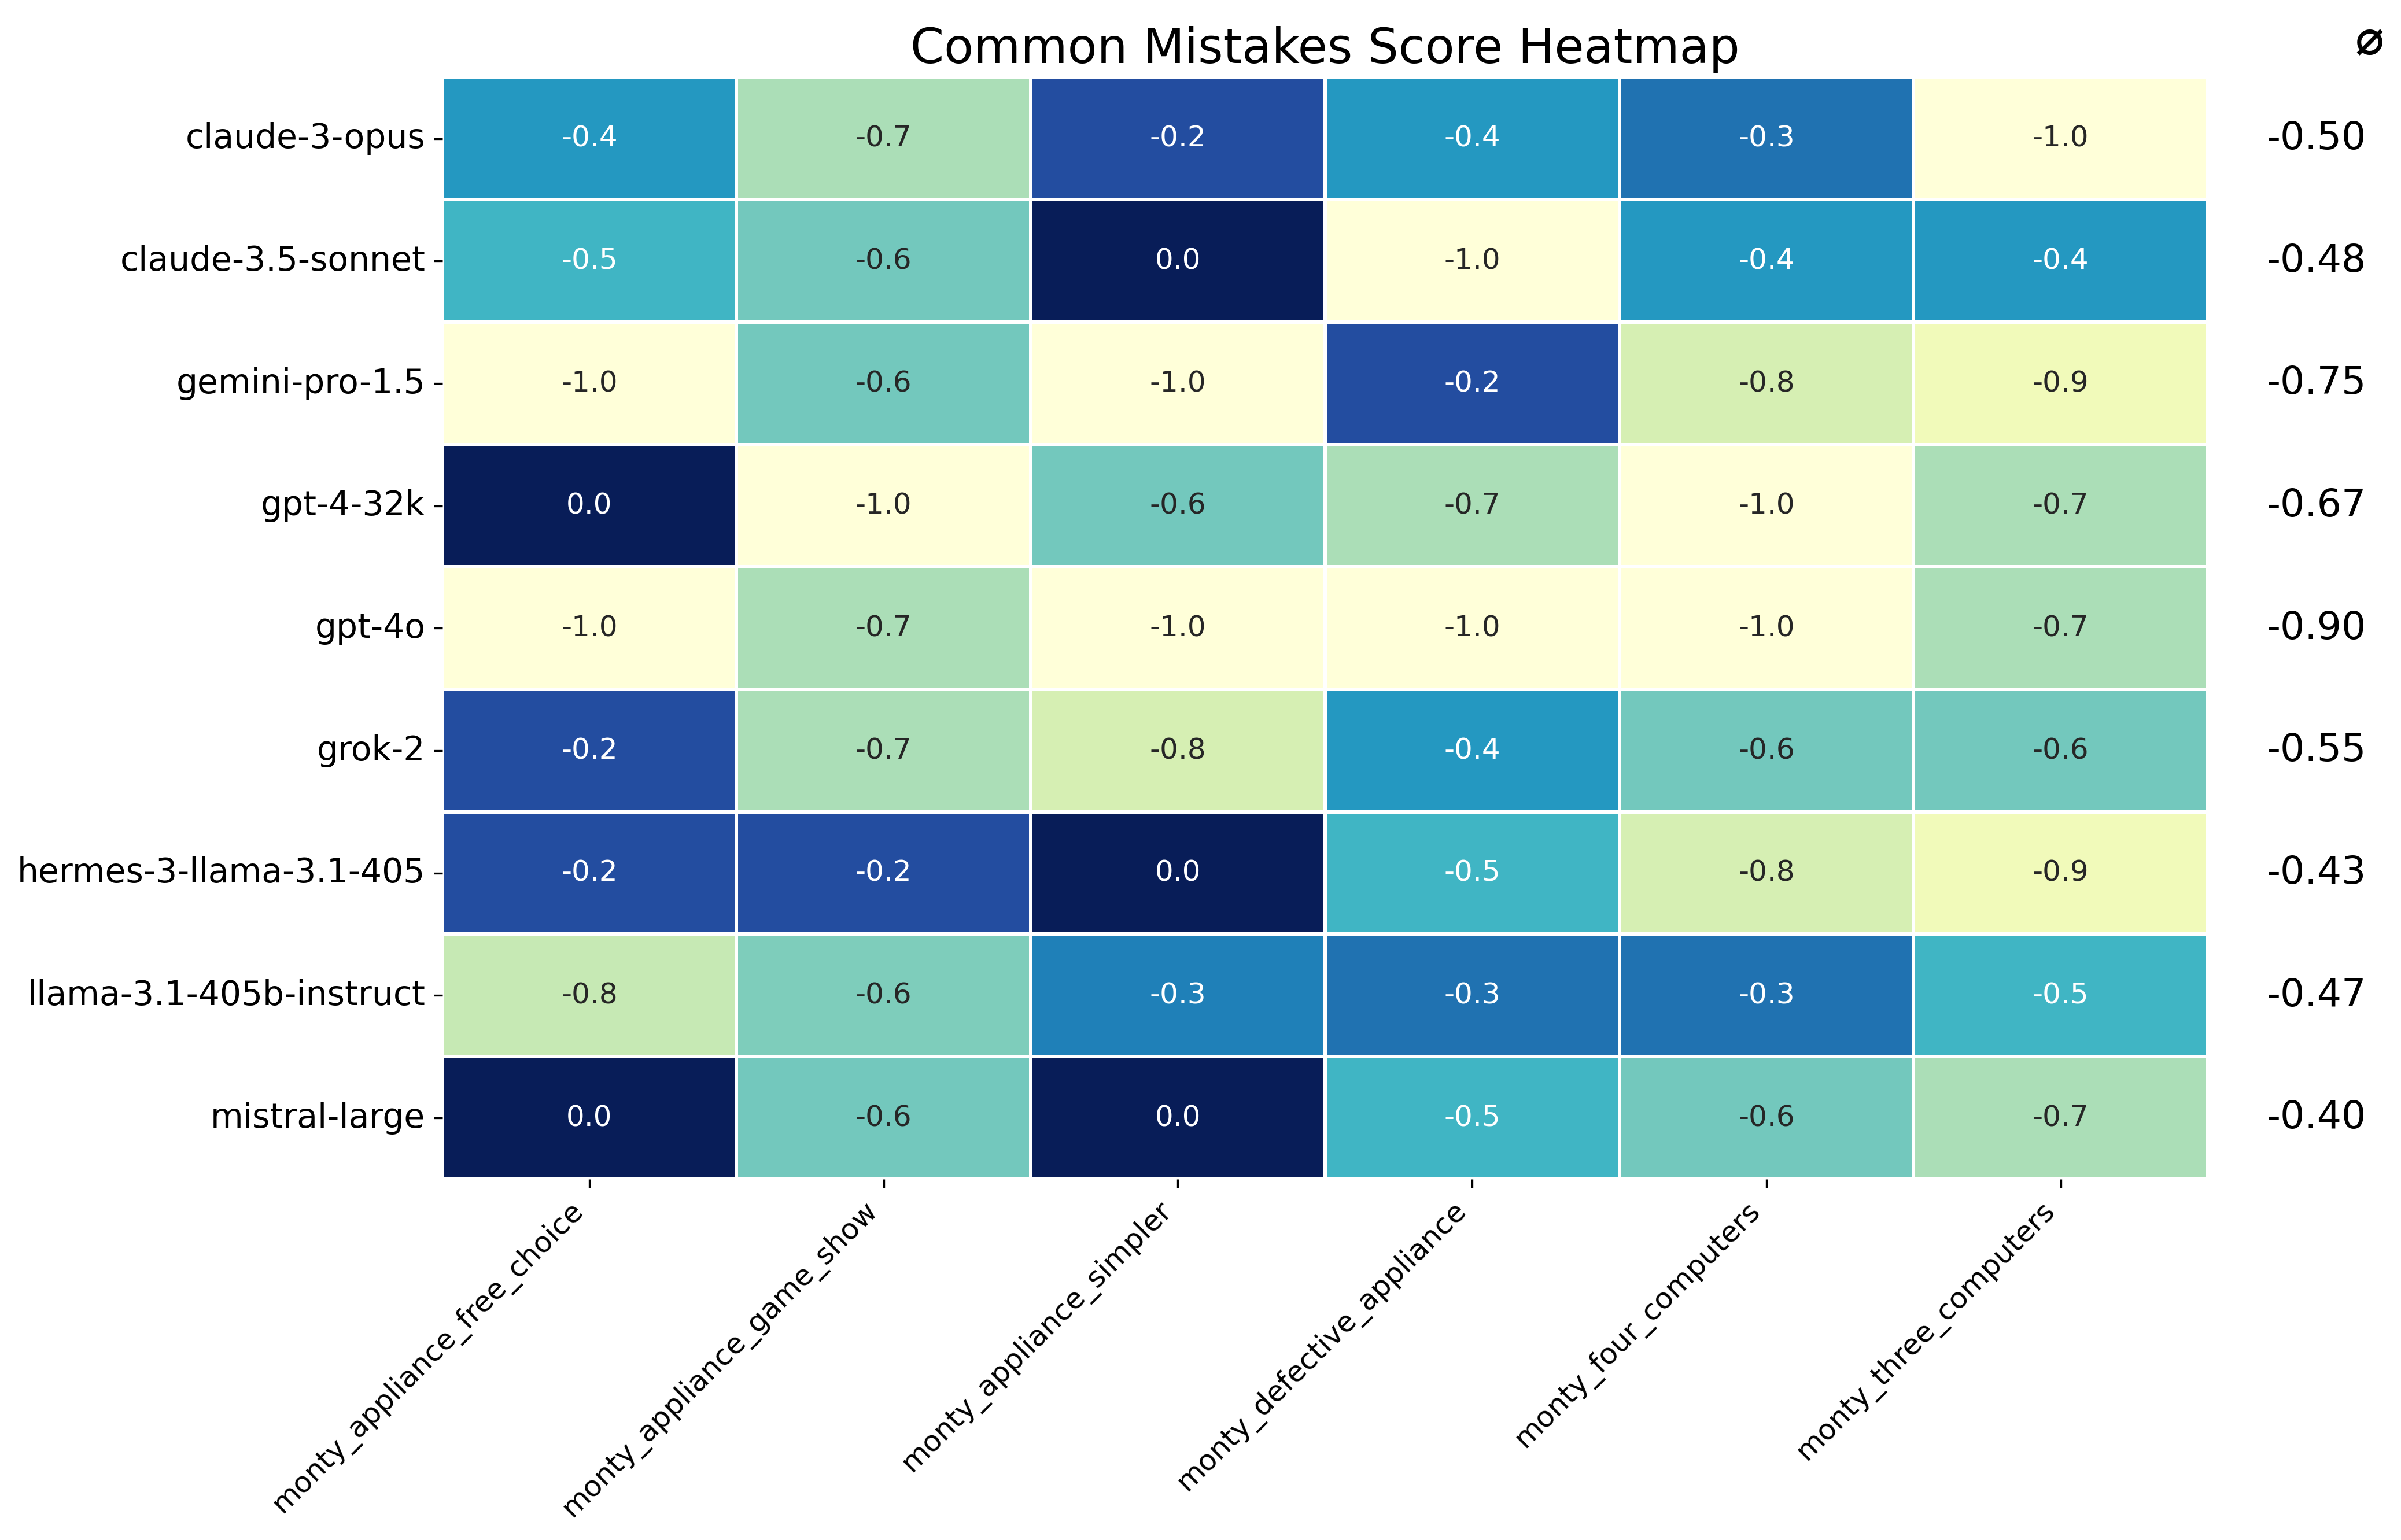 Common Mistakes Score Heatmap ⌀
claude-3-opus -0.4 -0.7 -0.2 -0.4 -0.3 -1.0 -0.50
claude-3.5-sonnet -0.5 -0.6 0.0 -1.0 -0.4 -0.4 -0.48
gemini-pro-1.5 -1.0 -0.6 -1.0 -0.2 -0.8 -0.9 -0.75
gpt-4-32k 0.0 -1.0 -0.6 -0.7 -1.0 -0.7 -0.67
gpt-4o -1.0 -0.7 -1.0 -1.0 -1.0 -0.7 -0.90
grok-2 -0.2 -0.7 -0.8 -0.4 -0.6 -0.6 -0.55
hermes-3-llama-3.1-405 -0.2 -0.2 0.0 -0.5 -0.8 -0.9 -0.43
llama-3.1-405b-instruct -0.8 -0.6 -0.3 -0.3 -0.3 -0.5 -0.47
mistral-large 0.0 -0.6 0.0 -0.5 -0.6 -0.7 -0.40
monty_appliance_free_choice
monty_appliance_game_show
monty_appliance_simpler
monty_defective_appliance
monty_four_computers
monty_three_computers